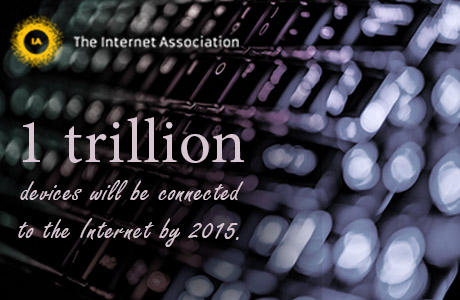 IA
The Internet Association
1 trillion
devices will be connected
to the Internet by 2015.